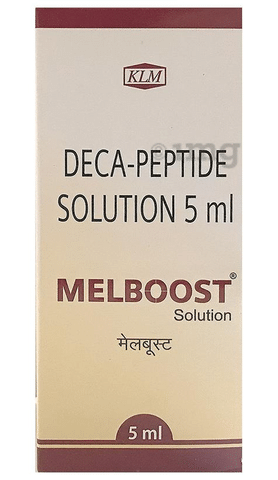 KLM
DECA-PEPTIDE
SOLUTION 5 ml
MELBOOST®
Solution
मेलबूस्ट
5 ml